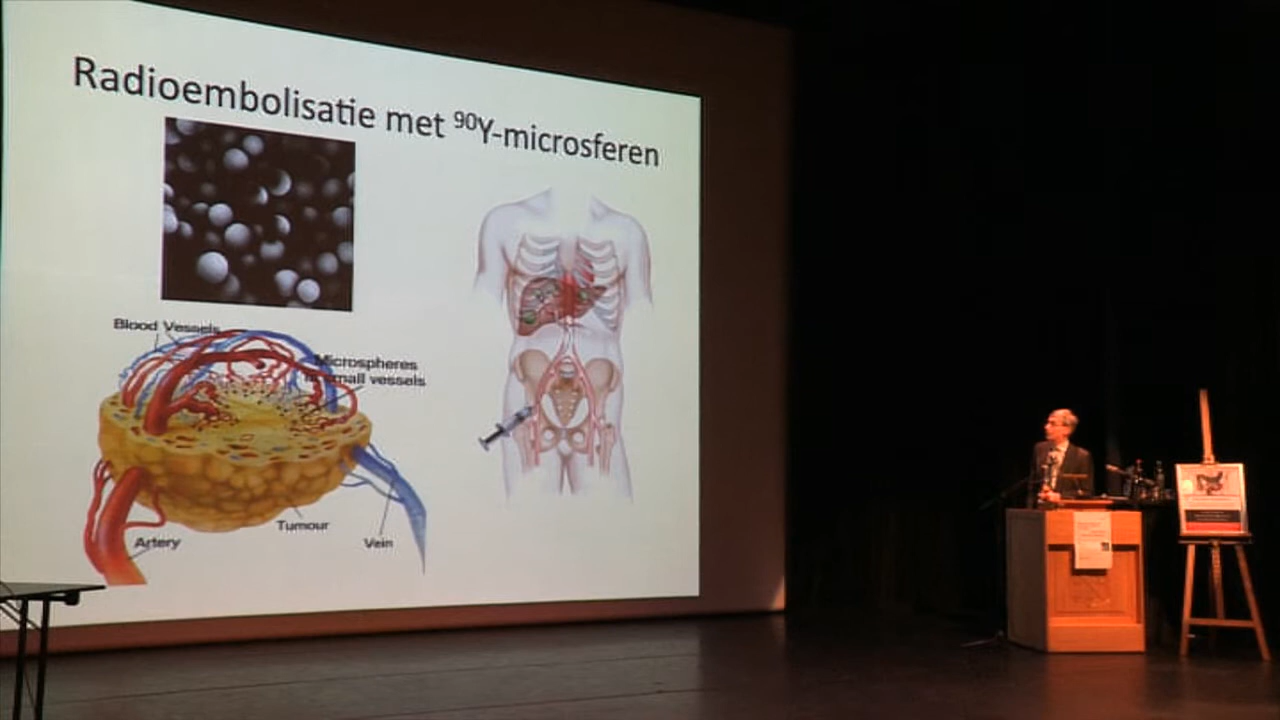 Radioembolisatie met ⁹⁰Y-microsferen
Blood Vessels
Microspheres
small vessels
Tumour
Artery
Vein